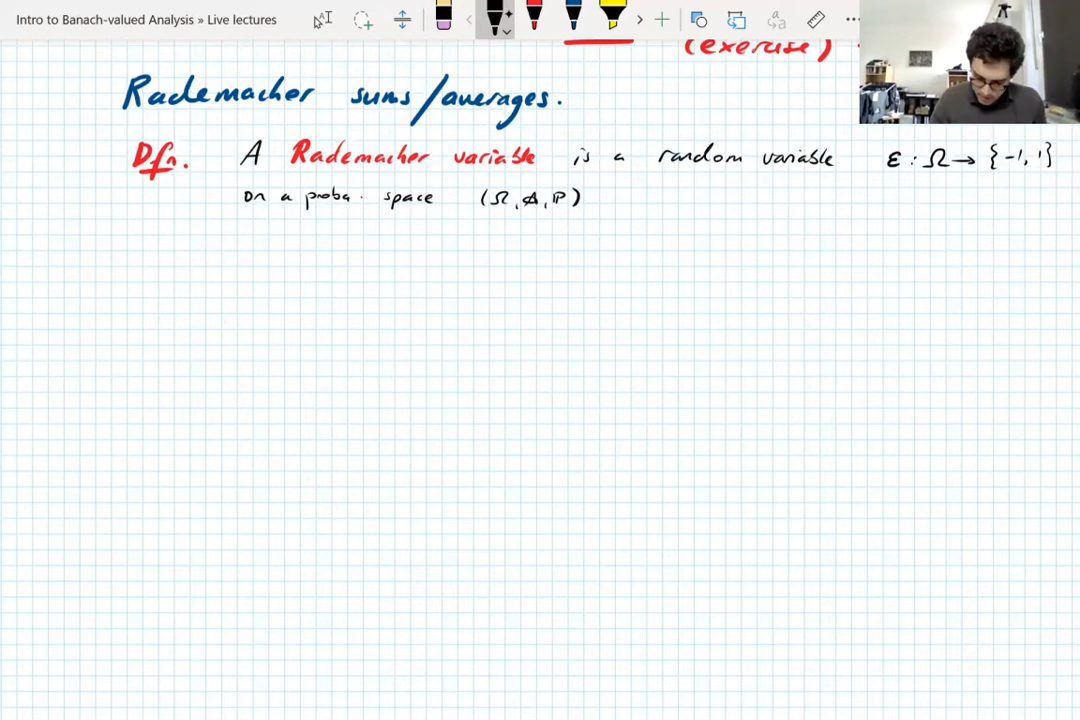 Intro to Banach-valued Analysis » Live lectures
(exercise)
Rademacher sums/averages.
Dfn. A Rademacher variable is a random variable ε : Ω → {-1, 1}
on a proba. space (Ω, A, ℙ)